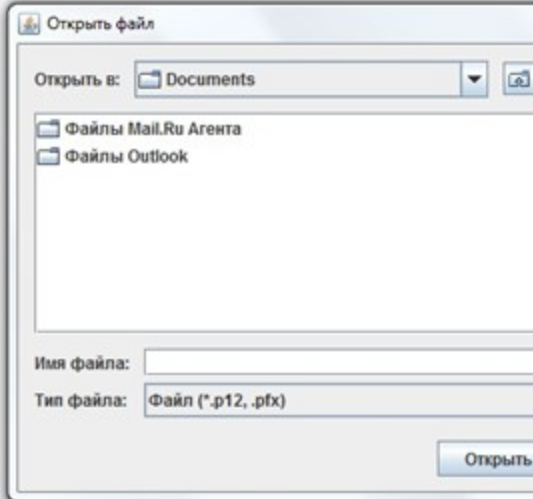 Открыть файл
Открыть в: Documents
Файлы Mail.Ru Агента
Файлы Outlook
Имя файла:
Тип файла: Файл (*.p12, .pfx)
Открыть